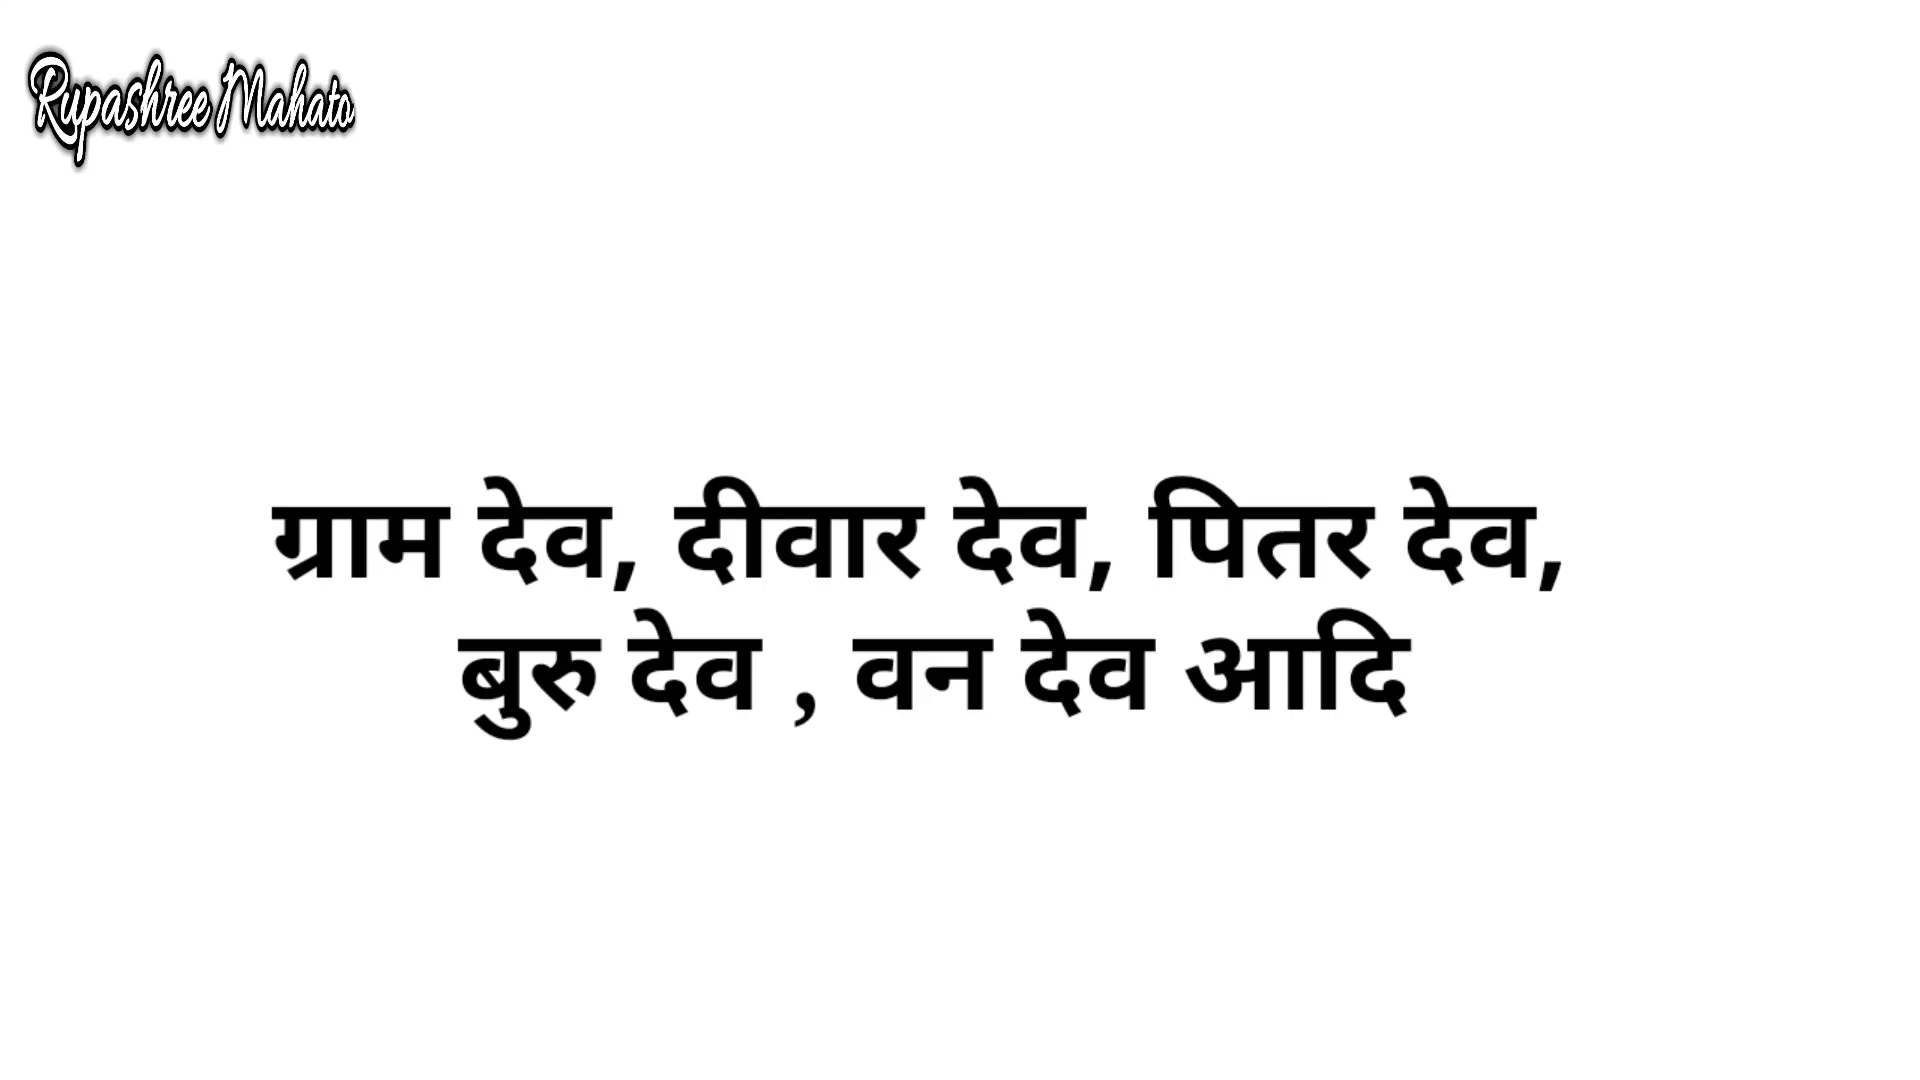 Rupashree Mahato
ग्राम देव, दीवार देव, पितर देव,
बुरु देव , वन देव आदि